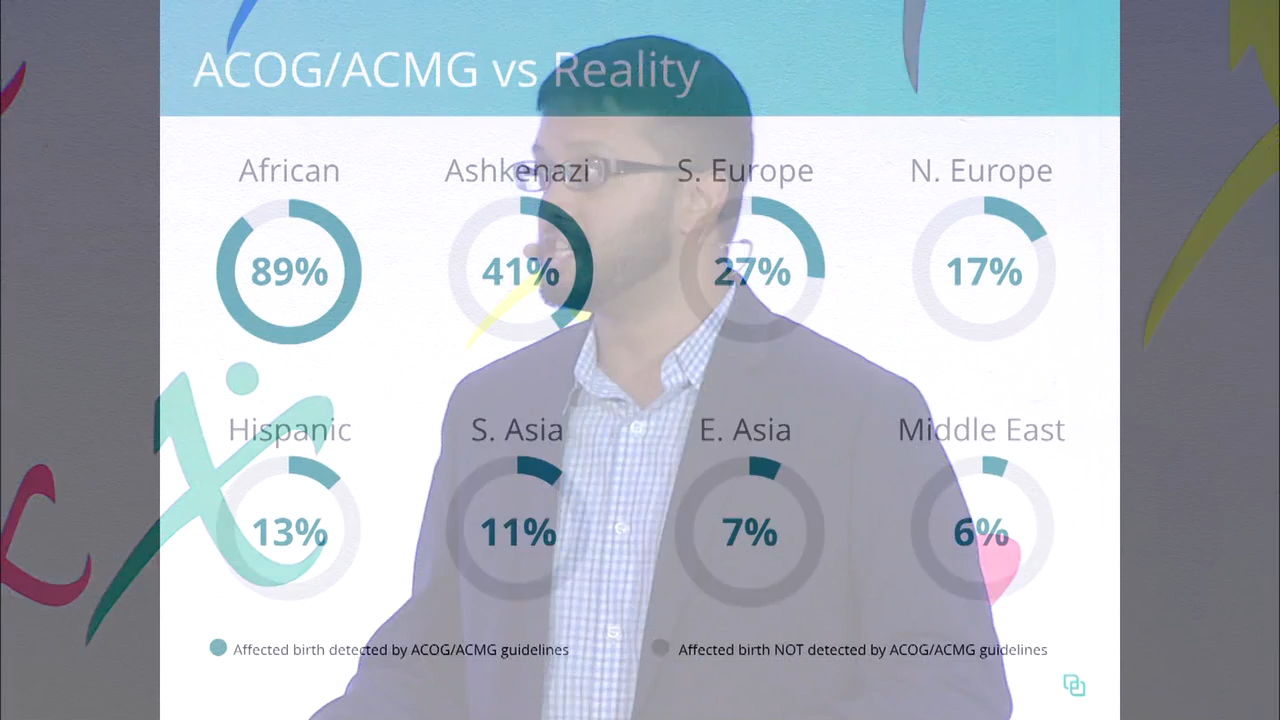 ACOG/ACMG vs Reality
African Ashkenazi S. Europe N. Europe
89% 41% 27% 17%
Hispanic S. Asia E. Asia Middle East
13% 11% 7% 6%
Affected birth detected by ACOG/ACMG guidelines Affected birth NOT detected by ACOG/ACMG guidelines